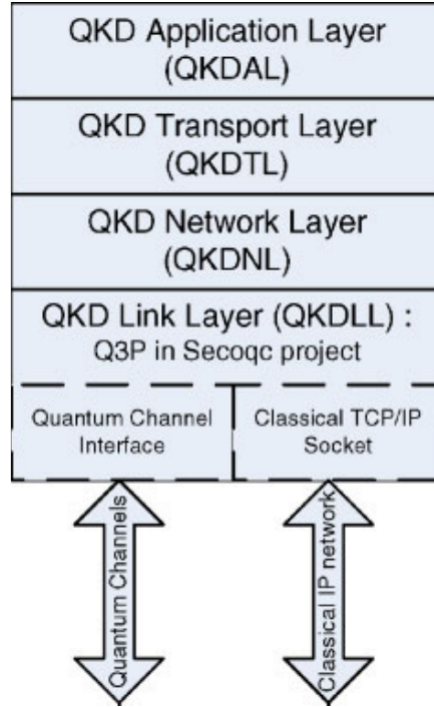 QKD Application Layer
(QKDAL)
QKD Transport Layer
(QKDTL)
QKD Network Layer
(QKDNL)
QKD Link Layer (QKDLL) :
Q3P in Secoqc project
Quantum Channel
Interface
Classical TCP/IP
Socket
Quantum Channels
Classical IP network